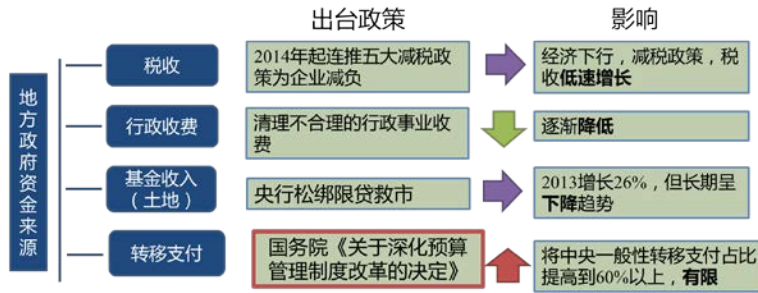 出台政策
影响
地方政府资金来源
税收
2014年起连推五大减税政
策为企业减负
经济下行，减税政策，税
收低速增长
行政收费
清理不合理的行政事业收
费
逐渐降低
基金收入
（土地）
央行松绑限贷救市
2013增长26%，但长期呈
下降趋势
转移支付
国务院《关于深化预算
管理制度改革的决定》
将中央一般性转移支付占比
提高到60%以上，有限